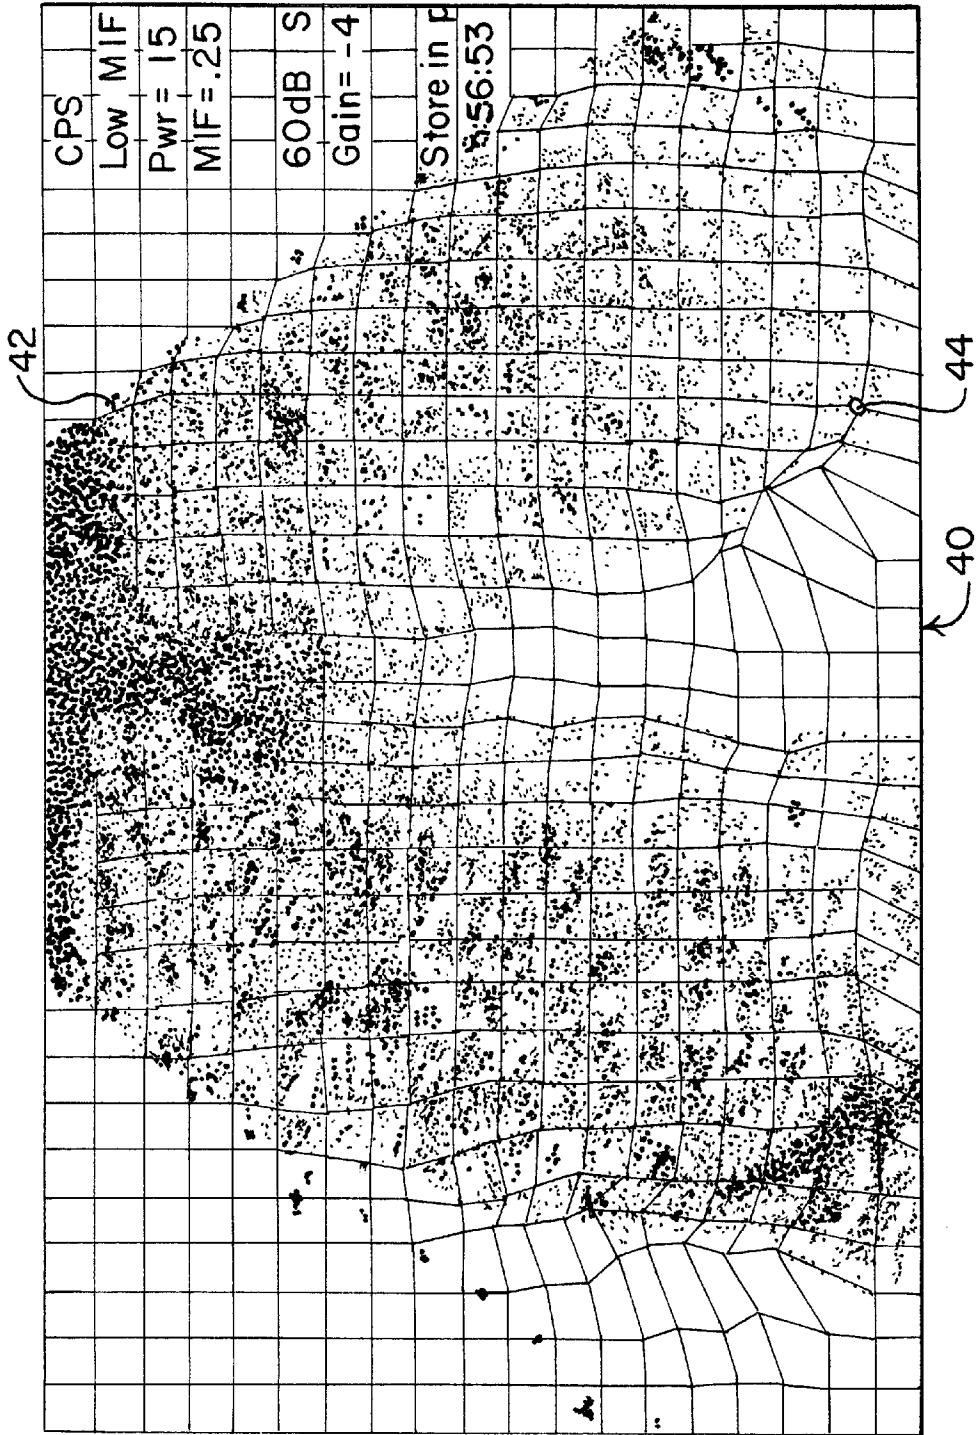 CPS
Low MIF
Pwr = 15
MIF = .25
60dB S
Gain = -4
Store in p
:56:53
42
44
40